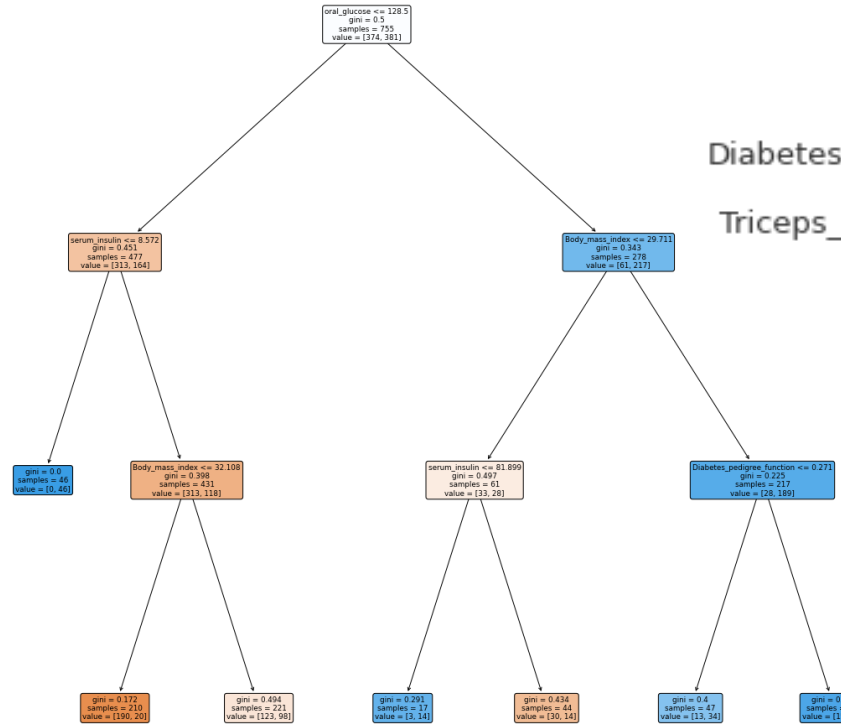 oral_glucose <= 128.5
gini = 0.5
samples = 755
value = [374, 381]
Diabetes
Triceps_
serum_insulin <= 8.572
gini = 0.451
samples = 477
value = [313, 164]
Body_mass_index <= 29.711
gini = 0.343
samples = 278
value = [61, 217]
gini = 0.0
samples = 46
value = [0, 46]
Body_mass_index <= 32.108
gini = 0.398
samples = 431
value = [313, 118]
serum_insulin <= 81.899
gini = 0.497
samples = 61
value = [33, 28]
Diabetes_pedigree_function <= 0.271
gini = 0.225
samples = 217
value = [28, 189]
gini = 0.172
samples = 210
value = [190, 20]
gini = 0.494
samples = 221
value = [123, 98]
gini = 0.291
samples = 17
value = [3, 14]
gini = 0.434
samples = 44
value = [30, 14]
gini = 0.4
samples = 47
value = [13, 34]
gini = 0.
samples =
value = [1